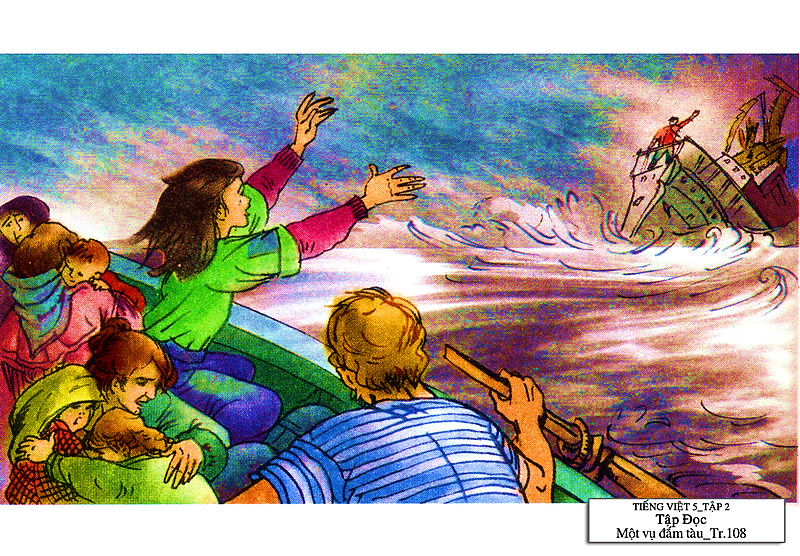 TIẾNG VIỆT 5_TẬP 2
Tập Đọc
Một vụ đắm tàu_Tr.108